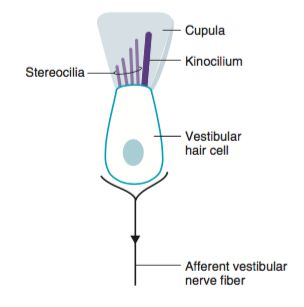 Cupula
Kinocilium
Stereocilia
Vestibular
hair cell
Afferent vestibular
nerve fiber